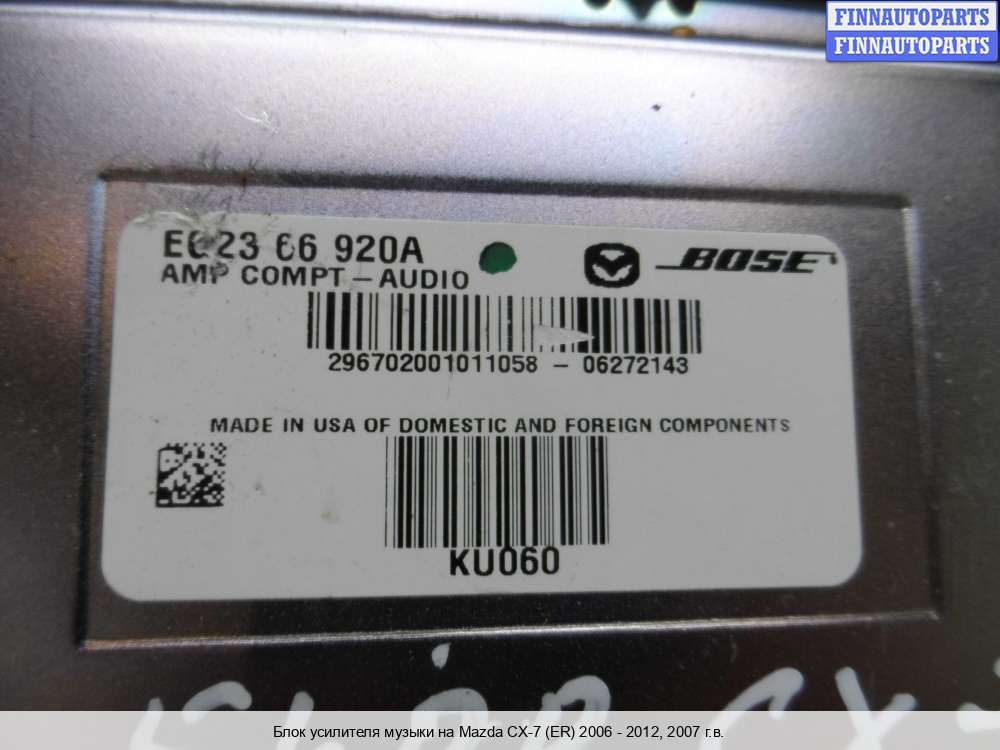 FINNAUTOPARTS
FINNAUTOPARTS
66 920A
AMP COMPT - AUDIO
BOSE
296702001011058 - 06272143
MADE IN USA OF DOMESTIC AND FOREIGN COMPONENTS
KU060
Блок усилителя музыки на Mazda CX-7 (ER) 2006 - 2012, 2007 г.в.